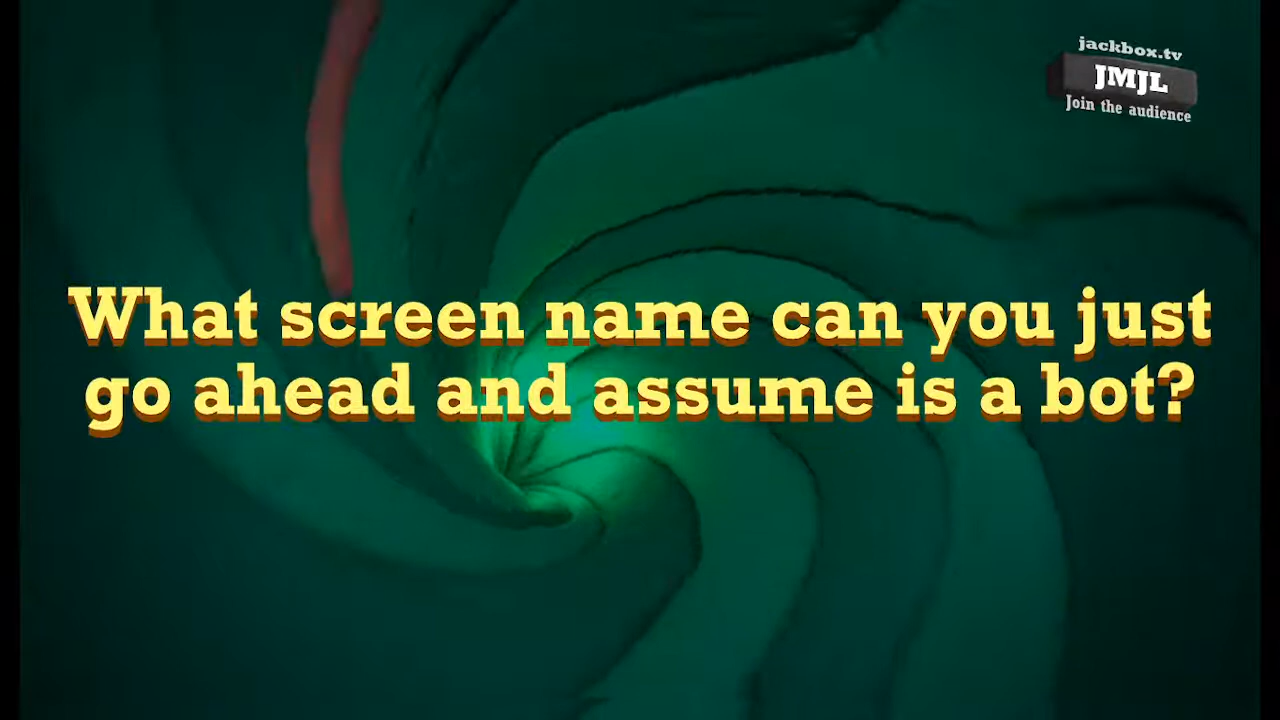 jackbox.tv
JMJL
Join the audience
What screen name can you just
go ahead and assume is a bot?